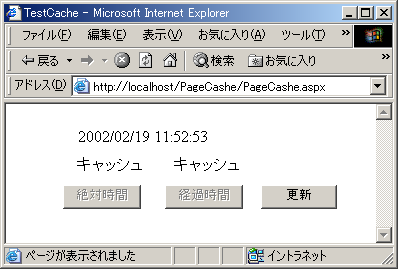 TestCache - Microsoft Internet Explorer
ファイル(F) 編集(E) 表示(V) お気に入り(A) ツール(T) »
戻る 検索 お気に入り »
アドレス(D) http://localhost/PageCashe/PageCashe.aspx
2002/02/19 11:52:53
キャッシュ キャッシュ
絶対時間 経過時間 更新
ページが表示されました イントラネット